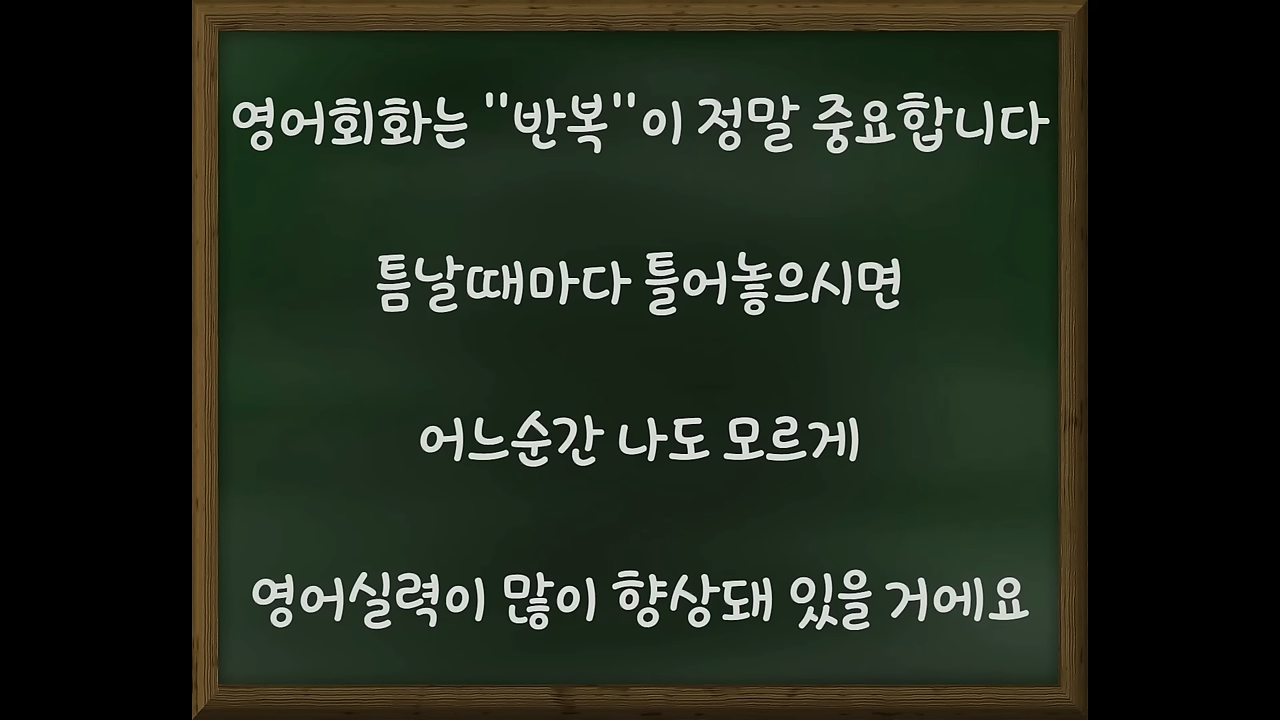 영어회화는 "반복"이 정말 중요합니다
틈날때마다 틀어놓으시면
어느순간 나도 모르게
영어실력이 많이 향상돼 있을 거에요